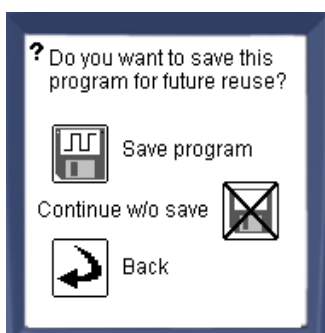 ? Do you want to save this
program for future reuse?
Save program
Continue w/o save
Back